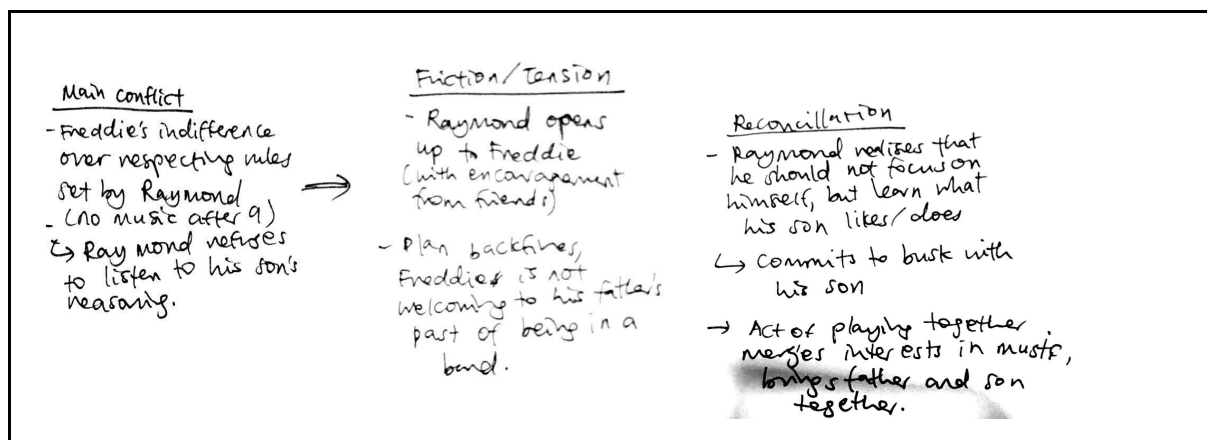 Main conflict
- Freddie's indifference
over respecting rules
set by Raymond
(no music after 9)
-
↳ Raymond refuses
to listen to his son's
reasoning.
Friction/Tension
- Raymond opens
up to Freddie
(with encouragement
from friends)
- Plan backfires,
Freddies is not
welcoming to his father's
past of being in a
band.
Reconcillation
- Raymond realises that
he should not focus on
himself, but learn what
his son likes/does
↳ Commits to busk with
his son
→ Act of playing together
merges interests in music,
brings father and son
together.